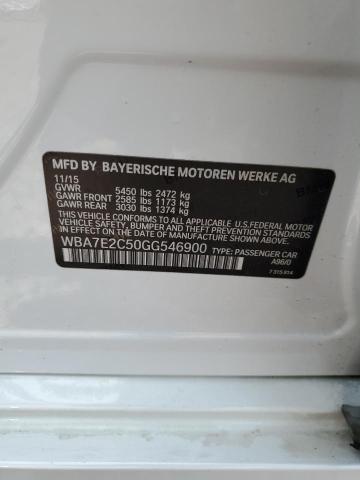 MFD BY BAYERISCHE MOTOREN WERKE AG
11/15
GVWR 5450 lbs 2472 kg
GAWR FRONT 2585 lbs 1173 kg
GAWR REAR 3030 lbs 1374 kg
THIS VEHICLE CONFORMS TO ALL APPLICABLE U.S.FEDERAL MOTOR
VEHICLE SAFETY, BUMPER, AND THEFT PREVENTION STANDARDS IN
EFFECT ON THE DATE OF MANUFACTURE SHOWN ABOVE.
WBA7E2C50GG546900 TYPE: PASSENGER CAR
A96/0
7 315 814